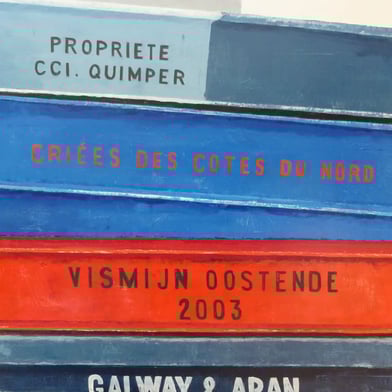 PROPRIETE
CCI. QUIMPER
CRIÉES DES COTES DU NORD
VISMIJN OOSTENDE
2003
GALWAY & ARAN